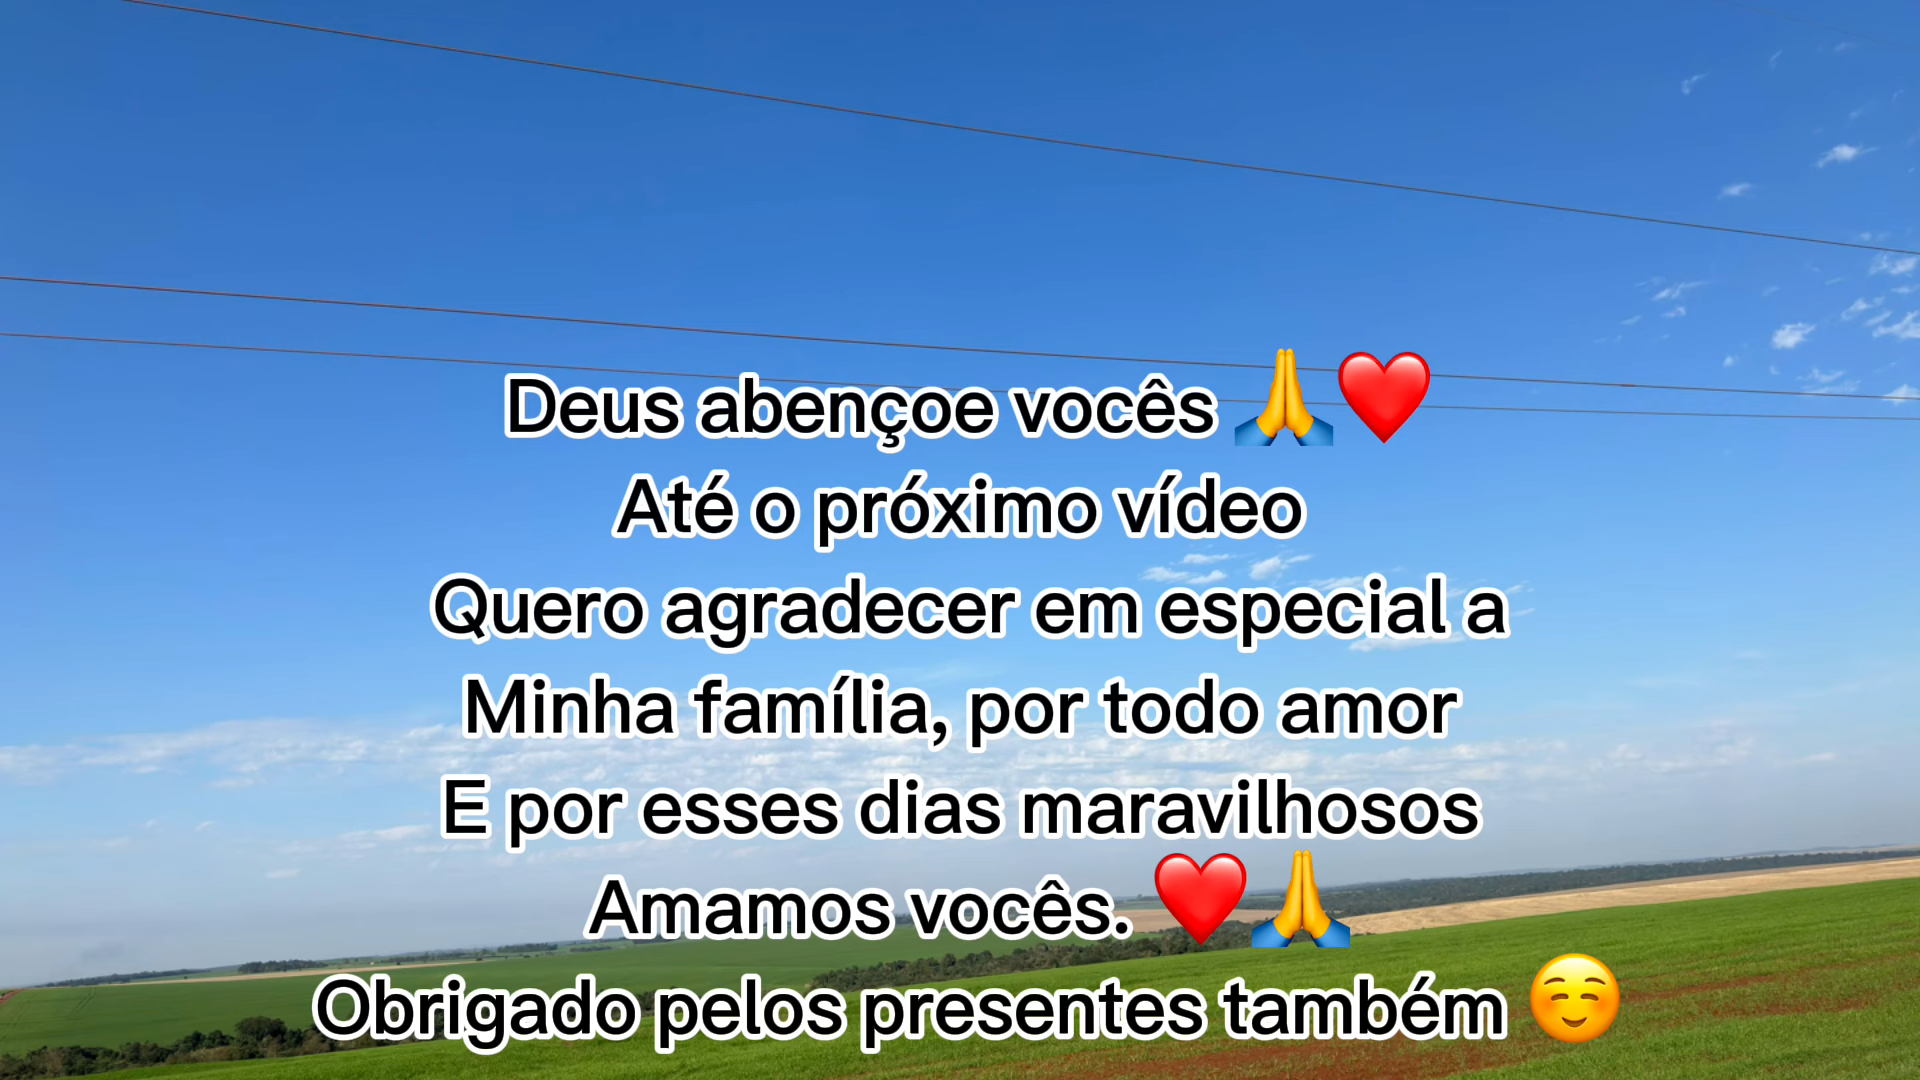 Deus abençoe vocês 🙏❤️
Até o próximo vídeo
Quero agradecer em especial a
Minha família, por todo amor
E por esses dias maravilhosos
Amamos vocês. ❤️🙏
Obrigado pelos presentes também ☺️